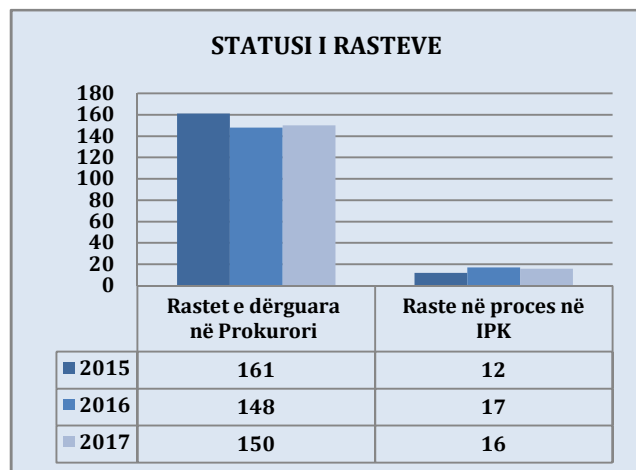 STATUSI I RASTEVE
180
160
140
120
100
80
60
40
20
0
Rastet e dërguara
në Prokurori
Raste në proces në
IPK
2015 161 12
2016 148 17
2017 150 16